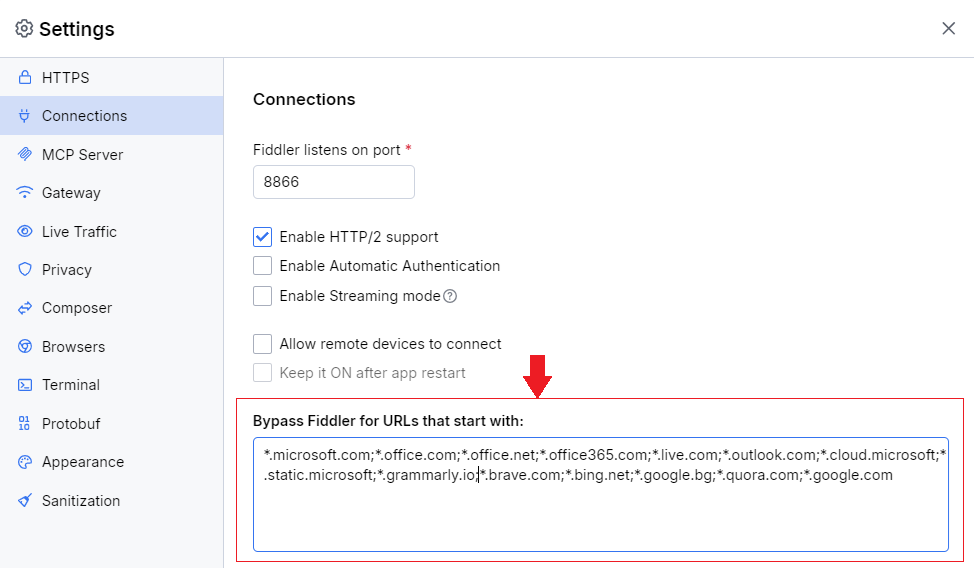 Settings
HTTPS
Connections
MCP Server
Gateway
Live Traffic
Privacy
Composer
Browsers
Terminal
Protobuf
Appearance
Sanitization
Connections
Fiddler listens on port *
8866
Enable HTTP/2 support
Enable Automatic Authentication
Enable Streaming mode
Allow remote devices to connect
Keep it ON after app restart
Bypass Fiddler for URLs that start with:
*.microsoft.com;*.office.com;*.office.net;*.office365.com;*.live.com;*.outlook.com;*.cloud.microsoft;*
.static.microsoft;*.grammarly.io;*.brave.com;*.bing.net;*.google.bg;*.quora.com;*.google.com